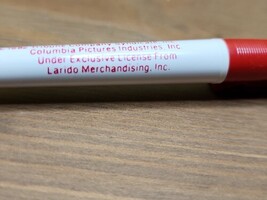 Columbia Pictures Industries, Inc.
Under Exclusive License From
Larido Merchandising, Inc.